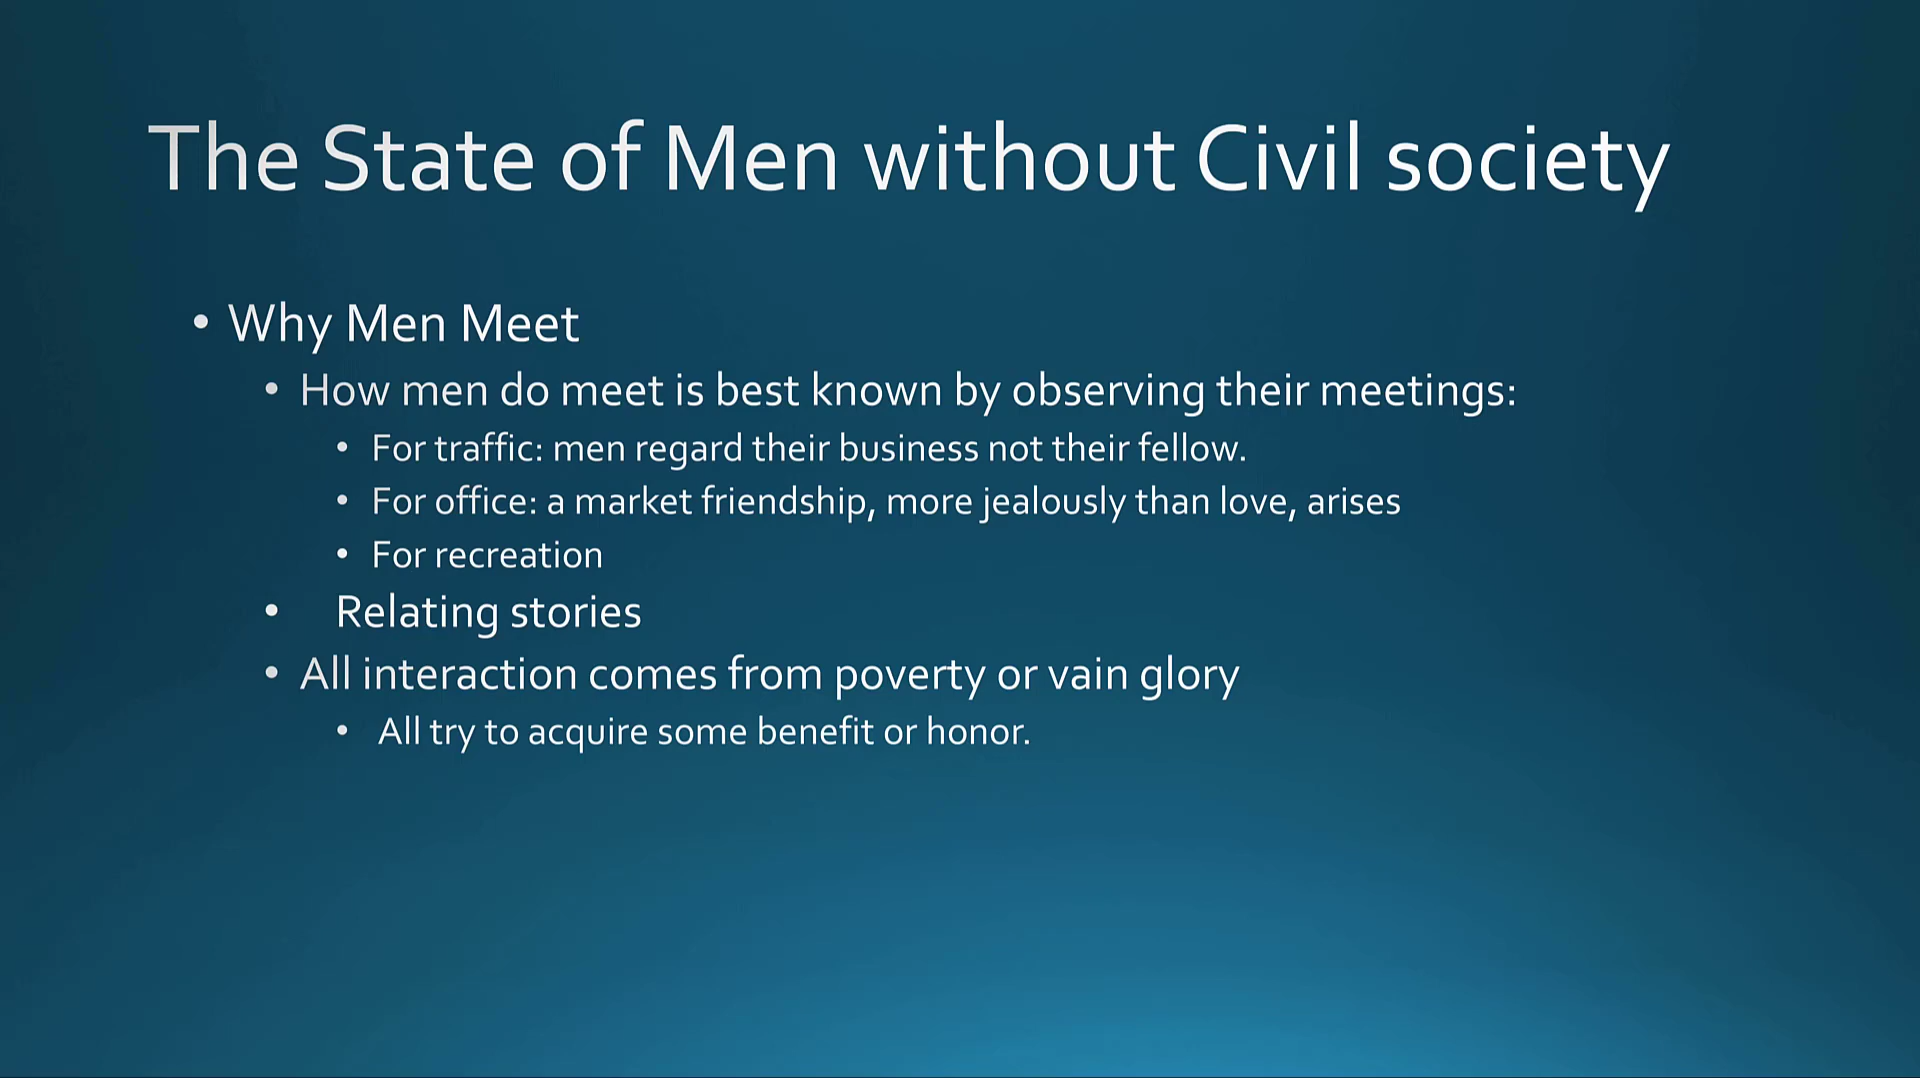 The State of Men without Civil society
• Why Men Meet
• How men do meet is best known by observing their meetings:
• For traffic: men regard their business not their fellow.
• For office: a market friendship, more jealously than love, arises
• For recreation
• Relating stories
• All interaction comes from poverty or vain glory
• All try to acquire some benefit or honor.